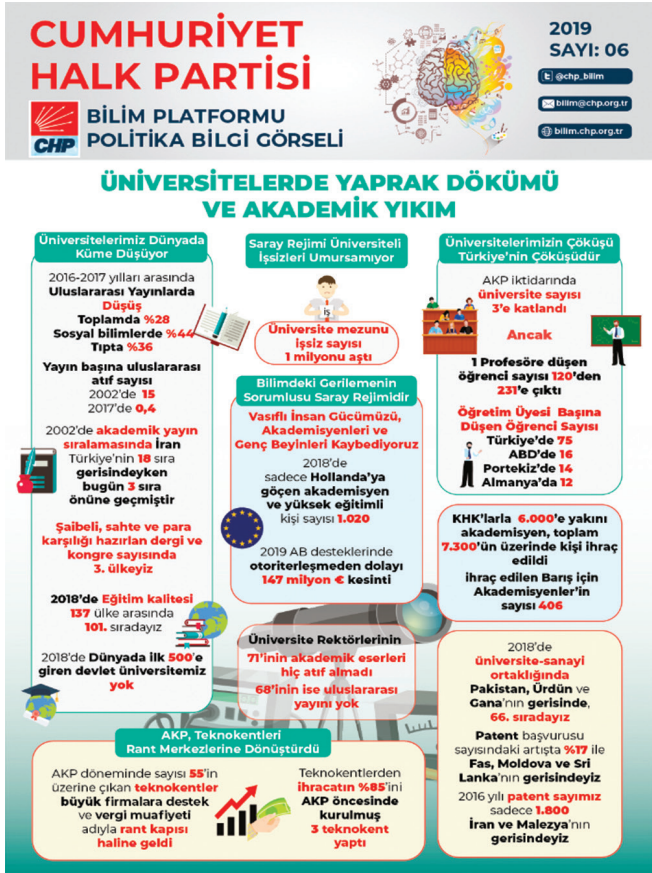 CUMHURİYET
HALK PARTİSİ
CHP
BİLİM PLATFORMU
POLİTİKA BİLGİ GÖRSELİ
2019
SAYI: 06
@chp_bilim
bilim@chp.org.tr
bilim.chp.org.tr
ÜNİVERSİTELERDE YAPRAK DÖKÜMÜ
VE AKADEMİK YIKIM
Üniversitelerimiz Dünyada
Küme Düşüyor
2016-2017 yılları arasında
Uluslararası Yayınlarda
Düşüş
Toplamda %28
Sosyal bilimlerde %44
Tıpta %36
Yayın başına uluslararası
atıf sayısı
2002'de 15
2017'de 0,4
2002'de akademik yayın
sıralamasında İran
Türkiye'nin 18 sıra
gerisindeyken
bugün 3 sıra
önüne geçmiştir
Şaibeli, sahte ve para
karşılığı hazırlan dergi ve
kongre sayısında
3. ülkeyiz
2018'de Eğitim kalitesi
137 ülke arasında
101. sıradayız
2018'de Dünyada ilk 500'e
giren devlet üniversitemiz
yok
Saray Rejimi Üniversiteli
İşsizleri Umursamıyor
iş
Üniversite mezunu
işsiz sayısı
1 milyonu aştı
Bilimdeki Gerilemenin
Sorumlusu Saray Rejimidir
Vasıflı İnsan Gücümüzü,
Akademisyenleri ve
Genç Beyinleri Kaybediyoruz
2018'de
sadece Hollanda'ya
göçen akademisyen
ve yüksek eğitimli
kişi sayısı 1.020
2019 AB desteklerinde
otoriterleşmeden dolayı
147 milyon € kesinti
Üniversite Rektörlerinin
71'inin akademik eserleri
hiç atıf almadı
68'inin ise uluslararası
yayını yok
Üniversitelerimizin Çöküşü
Türkiye'nin Çöküşüdür
AKP iktidarında
üniversite sayısı
3'e katlandı
Ancak
1 Profesöre düşen
öğrenci sayısı 120'den
231'e çıktı
Öğretim Üyesi Başına
Düşen Öğrenci Sayısı
Türkiye'de 75
ABD'de 16
Portekiz'de 14
Almanya'da 12
KHK'larla 6.000'e yakını
akademisyen, toplam
7.300'ün üzerinde kişi ihraç
edildi
ihraç edilen Barış için
Akademisyenler'in
sayısı 406
2018'de
üniversite-sanayi
ortaklığında
Pakistan, Ürdün ve
Gana'nın gerisinde,
66. sıradayız
Patent başvurusu
sayısındaki artışta %17 ile
Fas, Moldova ve Sri
Lanka'nın gerisindeyiz
2016 yılı patent sayımız
sadece 1.800
İran ve Malezya'nın
gerisindeyiz
AKP, Teknokentleri
Rant Merkezlerine Dönüştürdü
AKP döneminde sayısı 55'in
üzerine çıkan teknokentler
büyük firmalara destek
ve vergi muafiyeti
adıyla rant kapısı
haline geldi
Teknokentlerden
ihracatın %85'ini
AKP öncesinde
kurulmuş
3 teknokent
yaptı